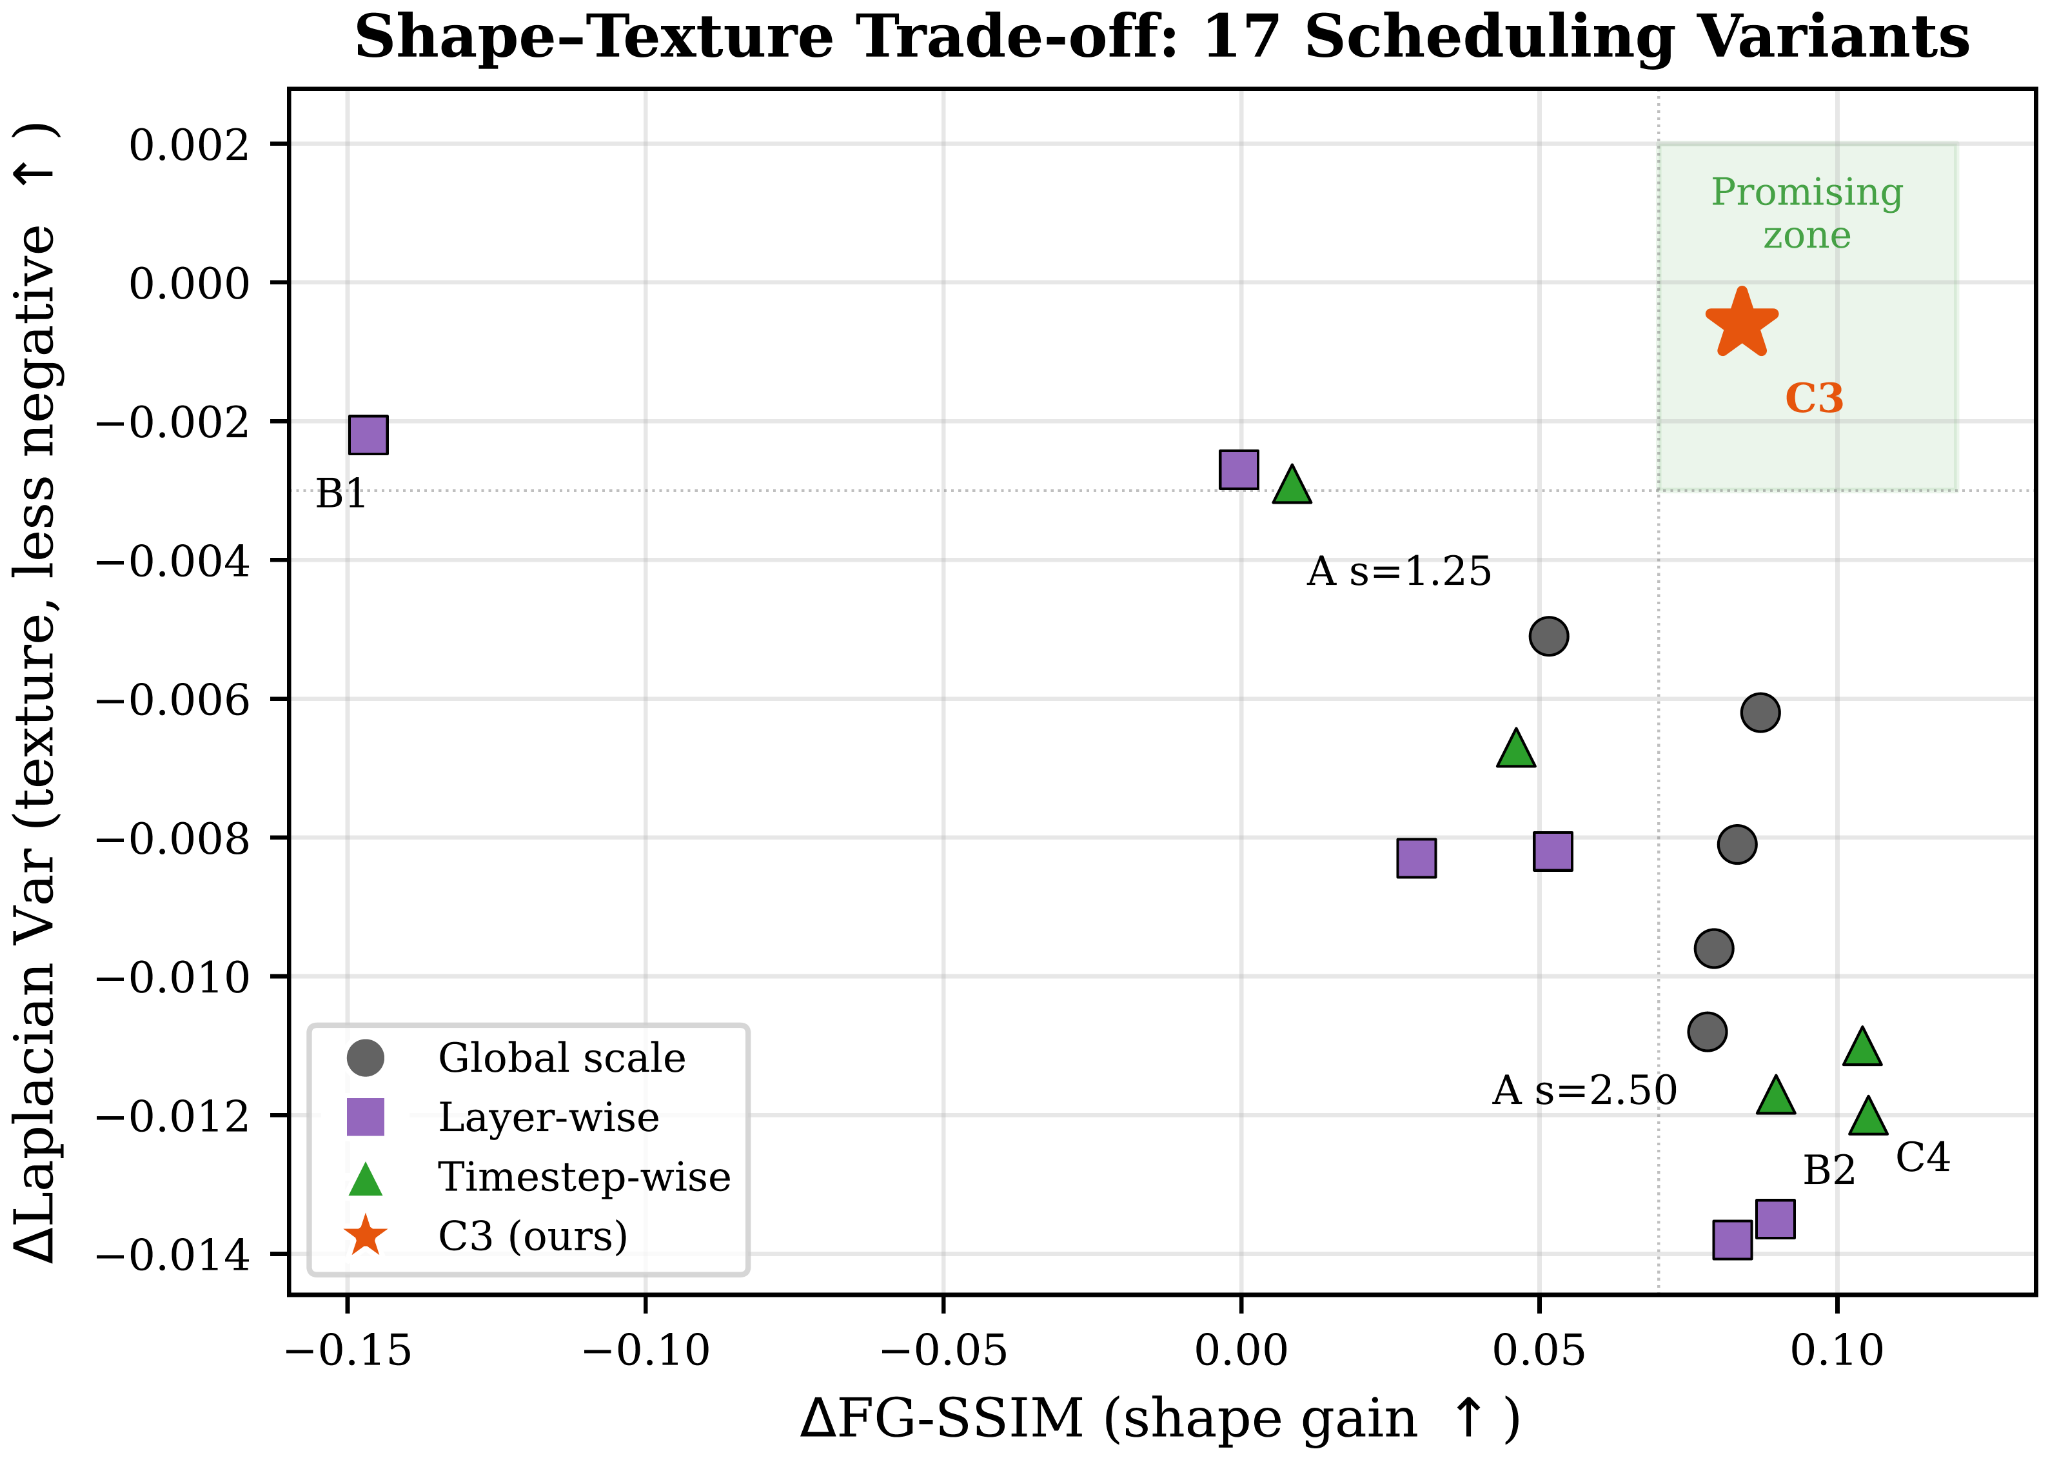 Shape–Texture Trade-off: 17 Scheduling Variants
ΔLaplacian Var (texture, less negative ↑)
0.002
0.000
−0.002
−0.004
−0.006
−0.008
−0.010
−0.012
−0.014
Promising
zone
C3
B1
A s=1.25
A s=2.50
B2
C4
Global scale
Layer-wise
Timestep-wise
C3 (ours)
−0.15
−0.10
−0.05
0.00
0.05
0.10
ΔFG-SSIM (shape gain ↑)